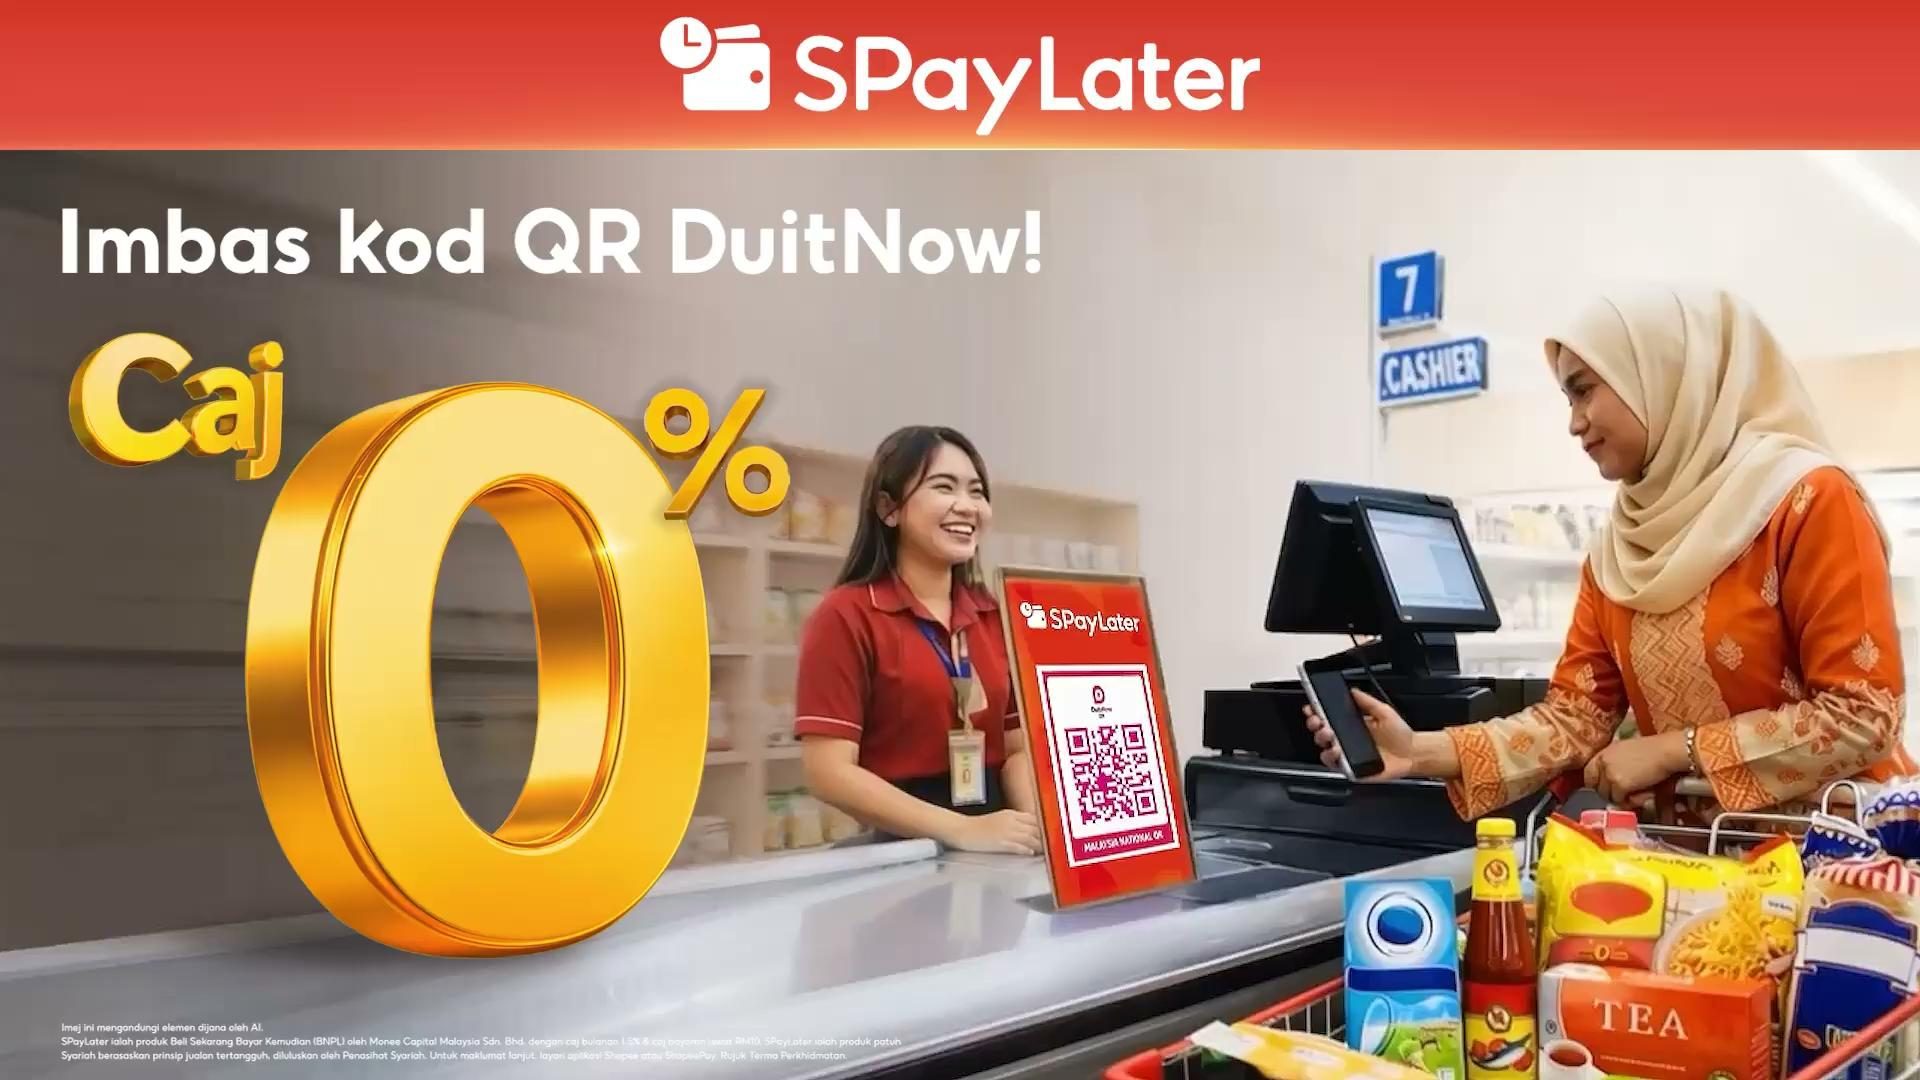 SPayLater
Imbas kod QR DuitNow!
Caj
0%
7
CASHIER
SPayLater
DuitNow
QR
MALAYSIA NATIONAL QR
TEA
Imej ini mengandungi elemen dijana oleh AI.
SPayLater ialah produk Beli Sekarang Bayar Kemudian (BNPL) oleh Monee Capital Malaysia Sdn. Bhd. dengan caj bulanan 1.5% & caj bayaran lewat RM10. SPayLater ialah produk patuh
Syariah berasaskan prinsip jualan tertangguh, diluluskan oleh Penasihat Syariah. Untuk maklumat lanjut, layari aplikasi Shopee atau ShopeePay. Rujuk Terma Perkhidmatan.